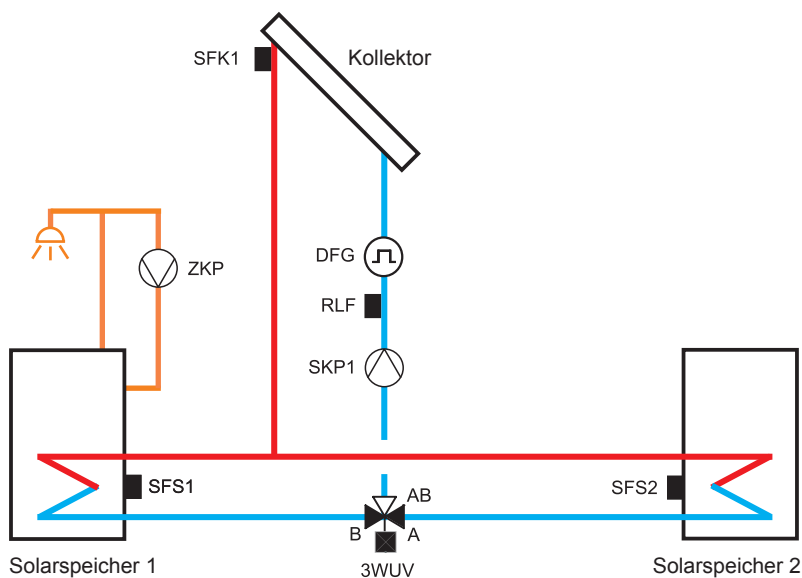 SFK1
Kollektor
DFG
ZKP
RLF
SKP1
SFS1
SFS2
AB
B
A
3WUV
Solarspeicher 1
Solarspeicher 2